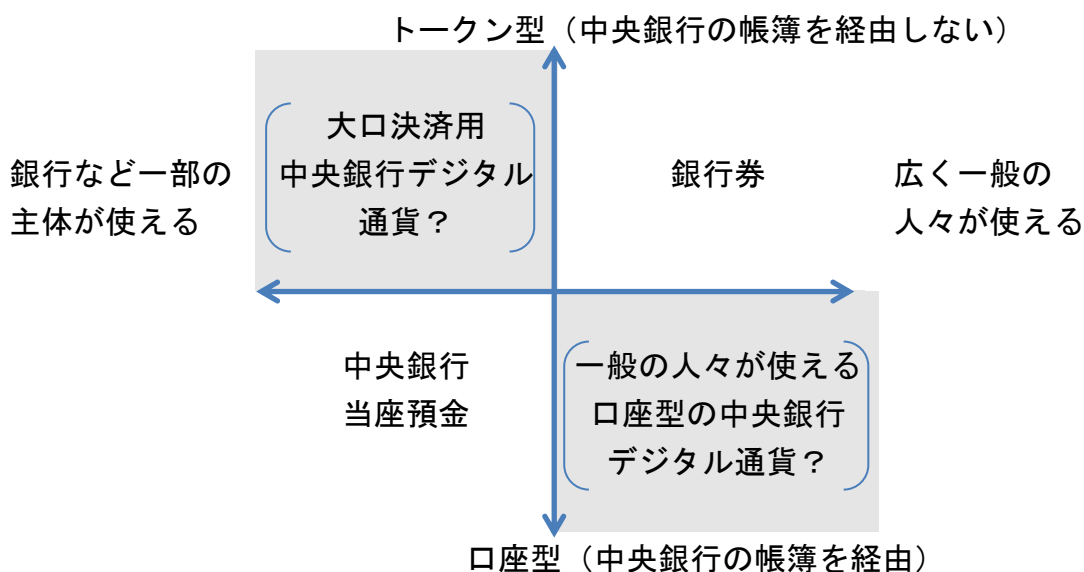 トークン型（中央銀行の帳簿を経由しない）
銀行など一部の
主体が使える
大口決済用
中央銀行デジタル
通貨？
銀行券
広く一般の
人々が使える
中央銀行
当座預金
一般の人々が使える
口座型の中央銀行
デジタル通貨？
口座型（中央銀行の帳簿を経由）